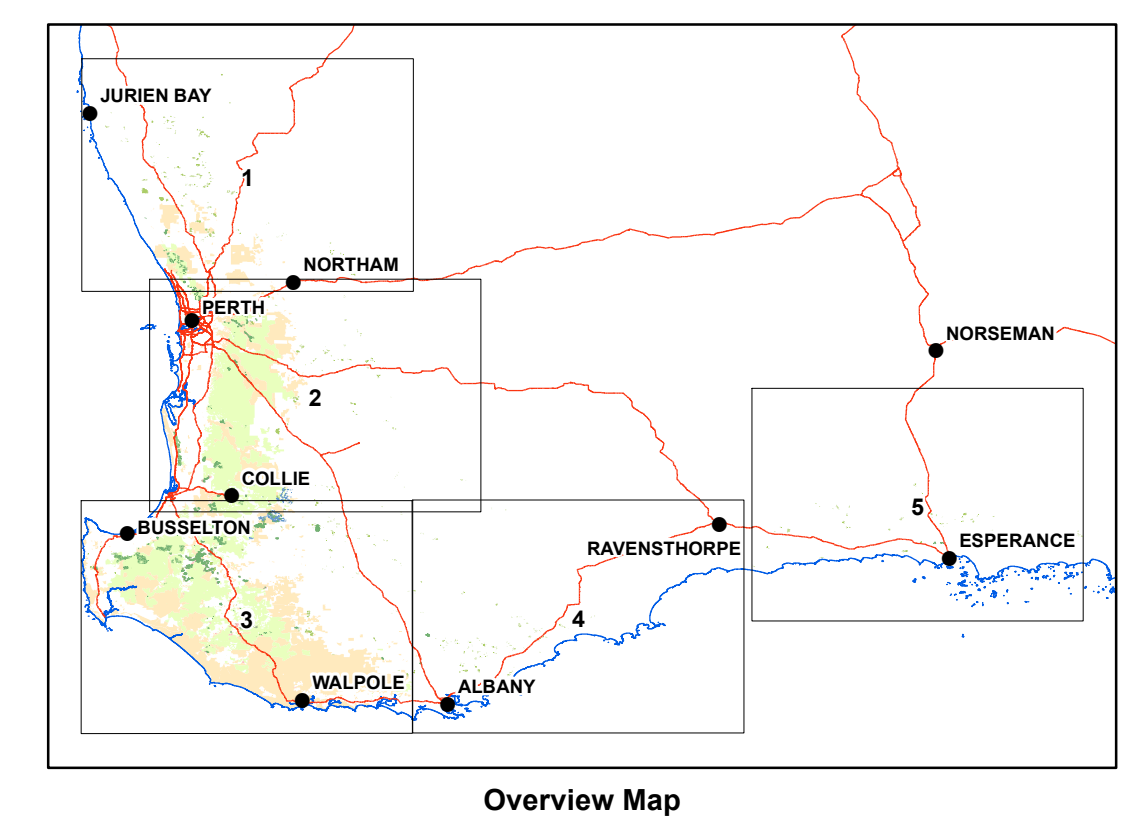 JURIEN BAY
1
NORTHAM
PERTH
NORSEMAN
2
COLLIE
5
BUSSELTON
ESPERANCE
RAVENSTHORPE
3
4
WALPOLE
ALBANY
Overview Map